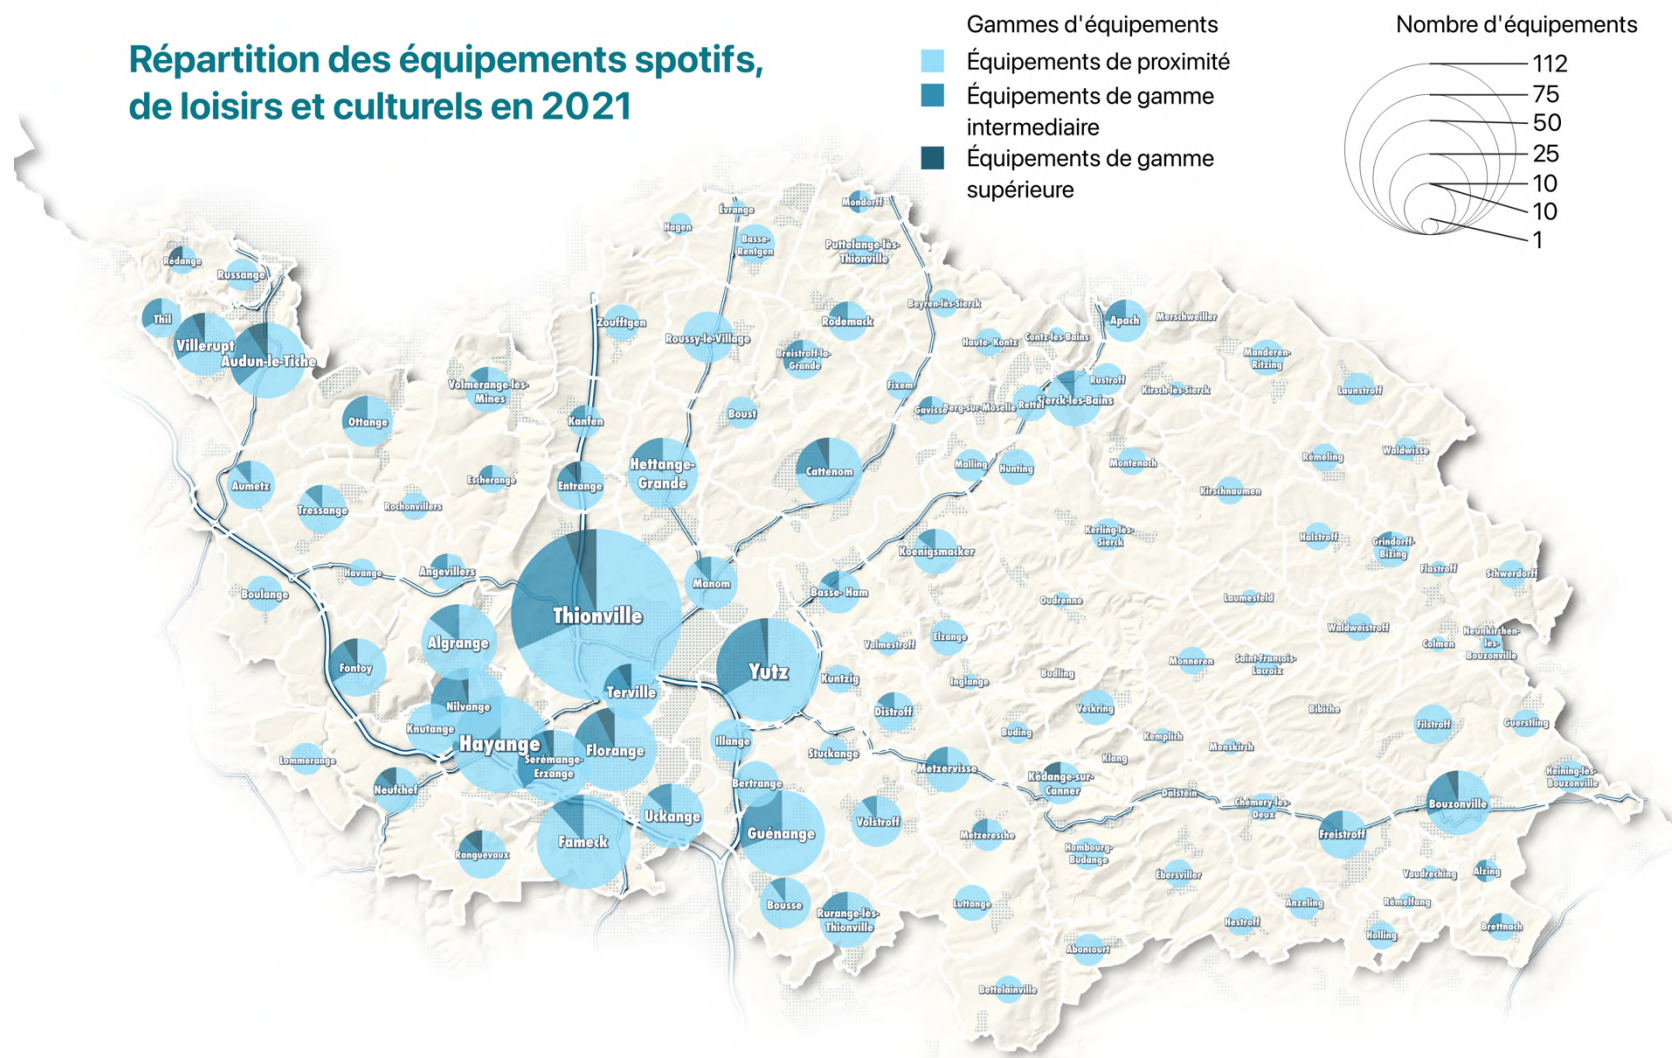 Répartition des équipements spotifs,
de loisirs et culturels en 2021
Gammes d'équipements
Équipements de proximité
Équipements de gamme
intermediaire
Équipements de gamme
supérieure
Nombre d'équipements
112
75
50
25
10
10
1
Mondorff
Évrange
Hagen
Basse-
Rentgen
Puttelange-lès-
Thionville
Rédange
Russange
Beyren-lès-Sierck
Thil
Zoufftgen
Rodemack
Apach
Merschweiller
Villerupt
Roussy-le-Village
Haute- Kontz
Contz-les-Bains
Audun-le-Tiche
Breistroff-la-
Grande
Manderen-
Ritzing
Volmerange-les-
Mines
Fixem
Rustroff
Kirsch-les-Sierck
Launstroff
Ottange
Kanfen
Boust
Gavisse
Berg-sur-Moselle
Rettel
Sierck-les-Bains
Hettange-
Grande
Cattenom
Malling
Hunting
Montenach
Rémeling
Waldwisse
Aumetz
Escherange
Entrange
Kirschnaumen
Tressange
Rochonvillers
Kerling-lès-
Sierck
Halstroff
Grindorff-
Bizing
Koenigsmacker
Flastroff
Schwerdorff
Havange
Angevillers
Manom
Basse- Ham
Boulange
Oudrenne
Laumesfeld
Thionville
Waldweistroff
Algrange
Valmestroff
Elzange
Colmen
Neunkirchen-
lès-
Bouzonville
Fontoy
Yutz
Monneren
Saint-François-
Lacroix
Terville
Kuntzig
Inglange
Budling
Nilvange
Distroff
Veckring
Bibiche
Knutange
Filstroff
Guerstling
Hayange
Florange
Illange
Stuckange
Buding
Kemplich
Menskirch
Lommerange
Serémange-
Erzange
Metzervisse
Klang
Kédange-sur-
Canner
Heining-lès-
Bouzonville
Neufchef
Bertrange
Dalstein
Chémery-les-
Deux
Bouzonville
Uckange
Guénange
Volstroff
Metzeresche
Freistroff
Fameck
Ranguevaux
Hombourg-
Budange
Ébersviller
Vaudreching
Alzing
Bousse
Rurange-lès-
Thionville
Luttange
Anzeling
Rémelfang
Hestroff
Holling
Brettnach
Aboncourt
Bettelainville